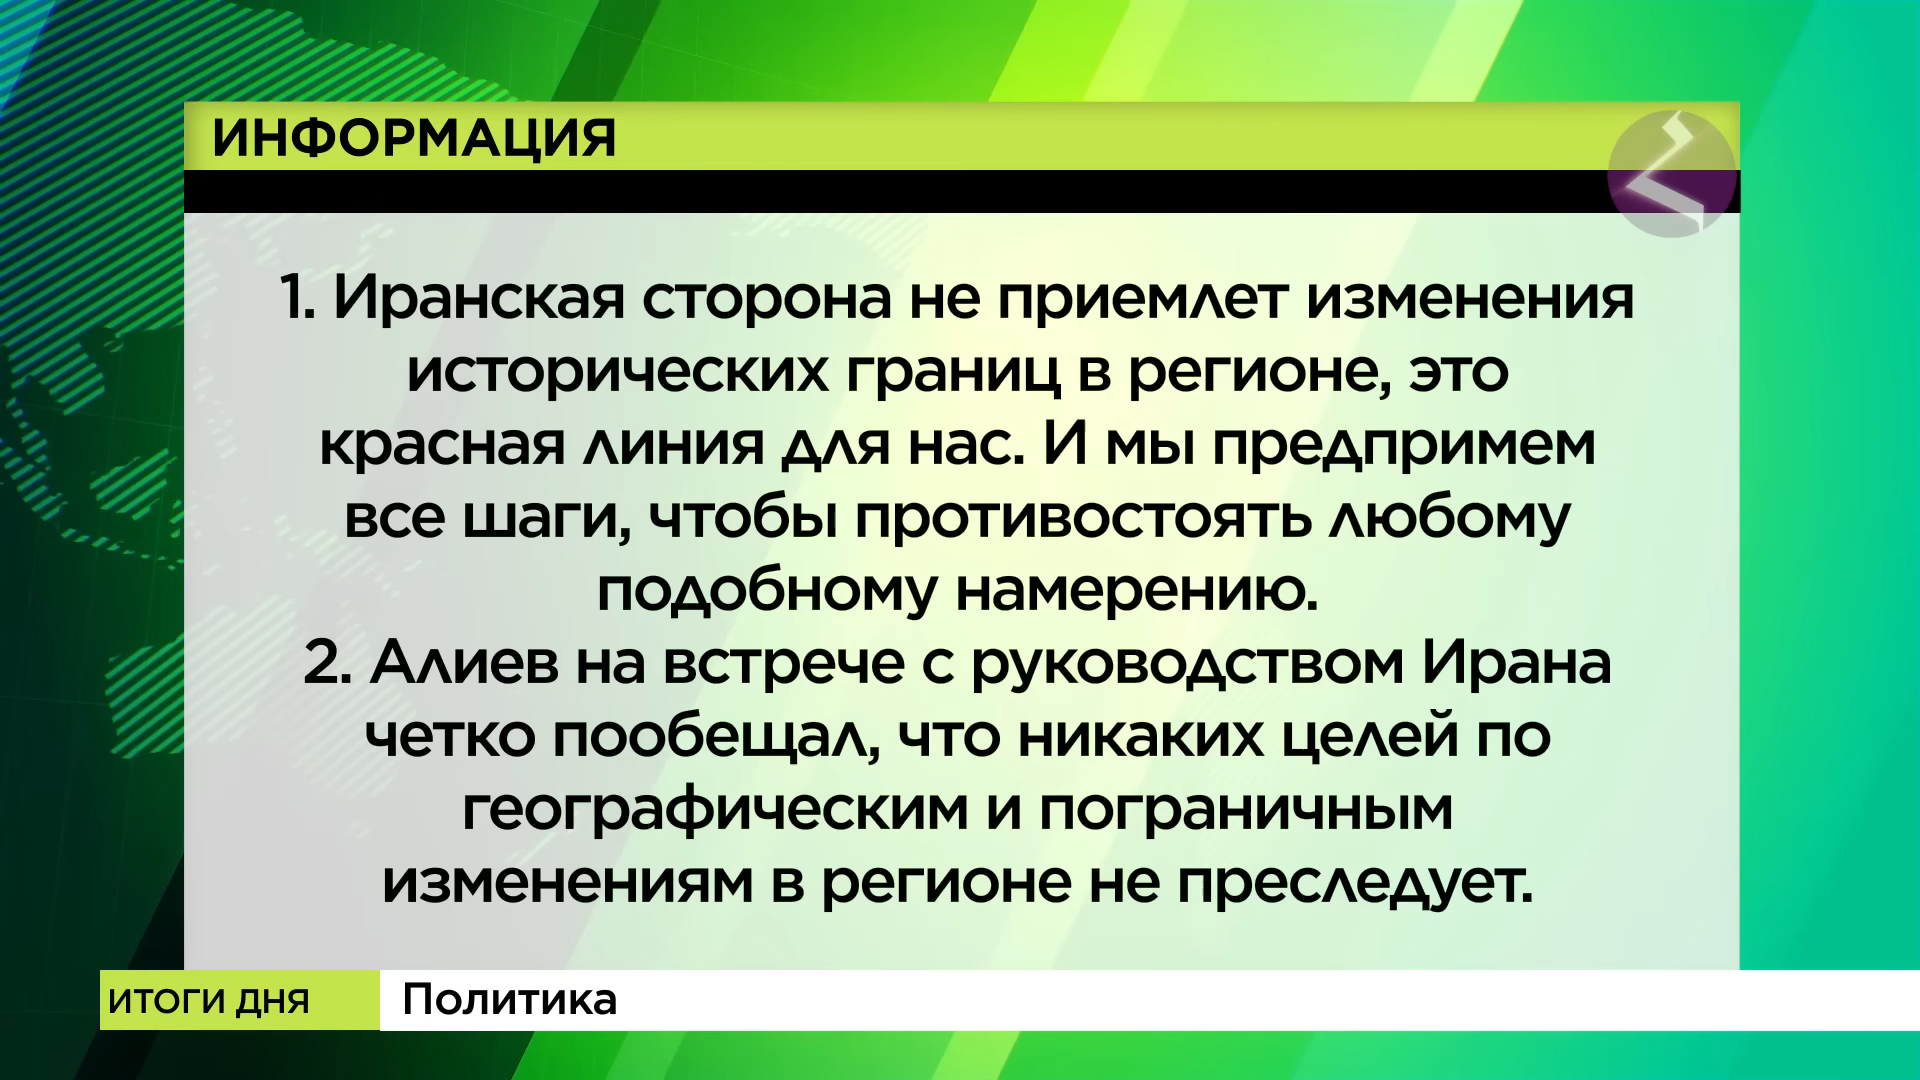 ИНФОРМАЦИЯ
1. Иранская сторона не приемлет изменения
исторических границ в регионе, это
красная линия для нас. И мы предпримем
все шаги, чтобы противостоять любому
подобному намерению.
2. Алиев на встрече с руководством Ирана
четко пообещал, что никаких целей по
географическим и пограничным
изменениям в регионе не преследует.
ИТОГИ ДНЯ
Политика